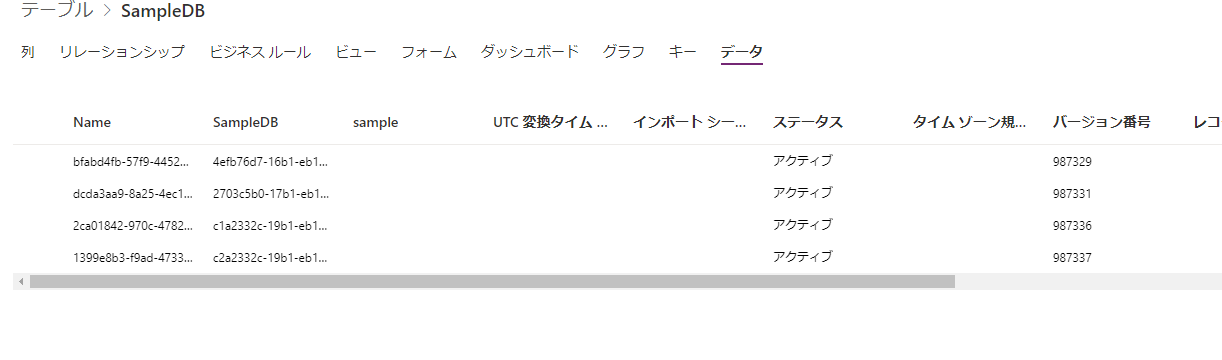 テーブル > SampleDB
列 リレーションシップ ビジネス ルール ビュー フォーム ダッシュボード グラフ キー データ
Name SampleDB sample UTC 変換タイム ... インポート シー... ステータス タイム ゾーン規... バージョン番号 レコ
bfabd4fb-57f9-4452... 4efb76d7-16b1-eb1... アクティブ 987329
dcda3aa9-8a25-4ec1... 2703c5b0-17b1-eb1... アクティブ 987331
2ca01842-970c-4782... c1a2332c-19b1-eb1... アクティブ 987336
1399e8b3-f9ad-4733... c2a2332c-19b1-eb1... アクティブ 987337